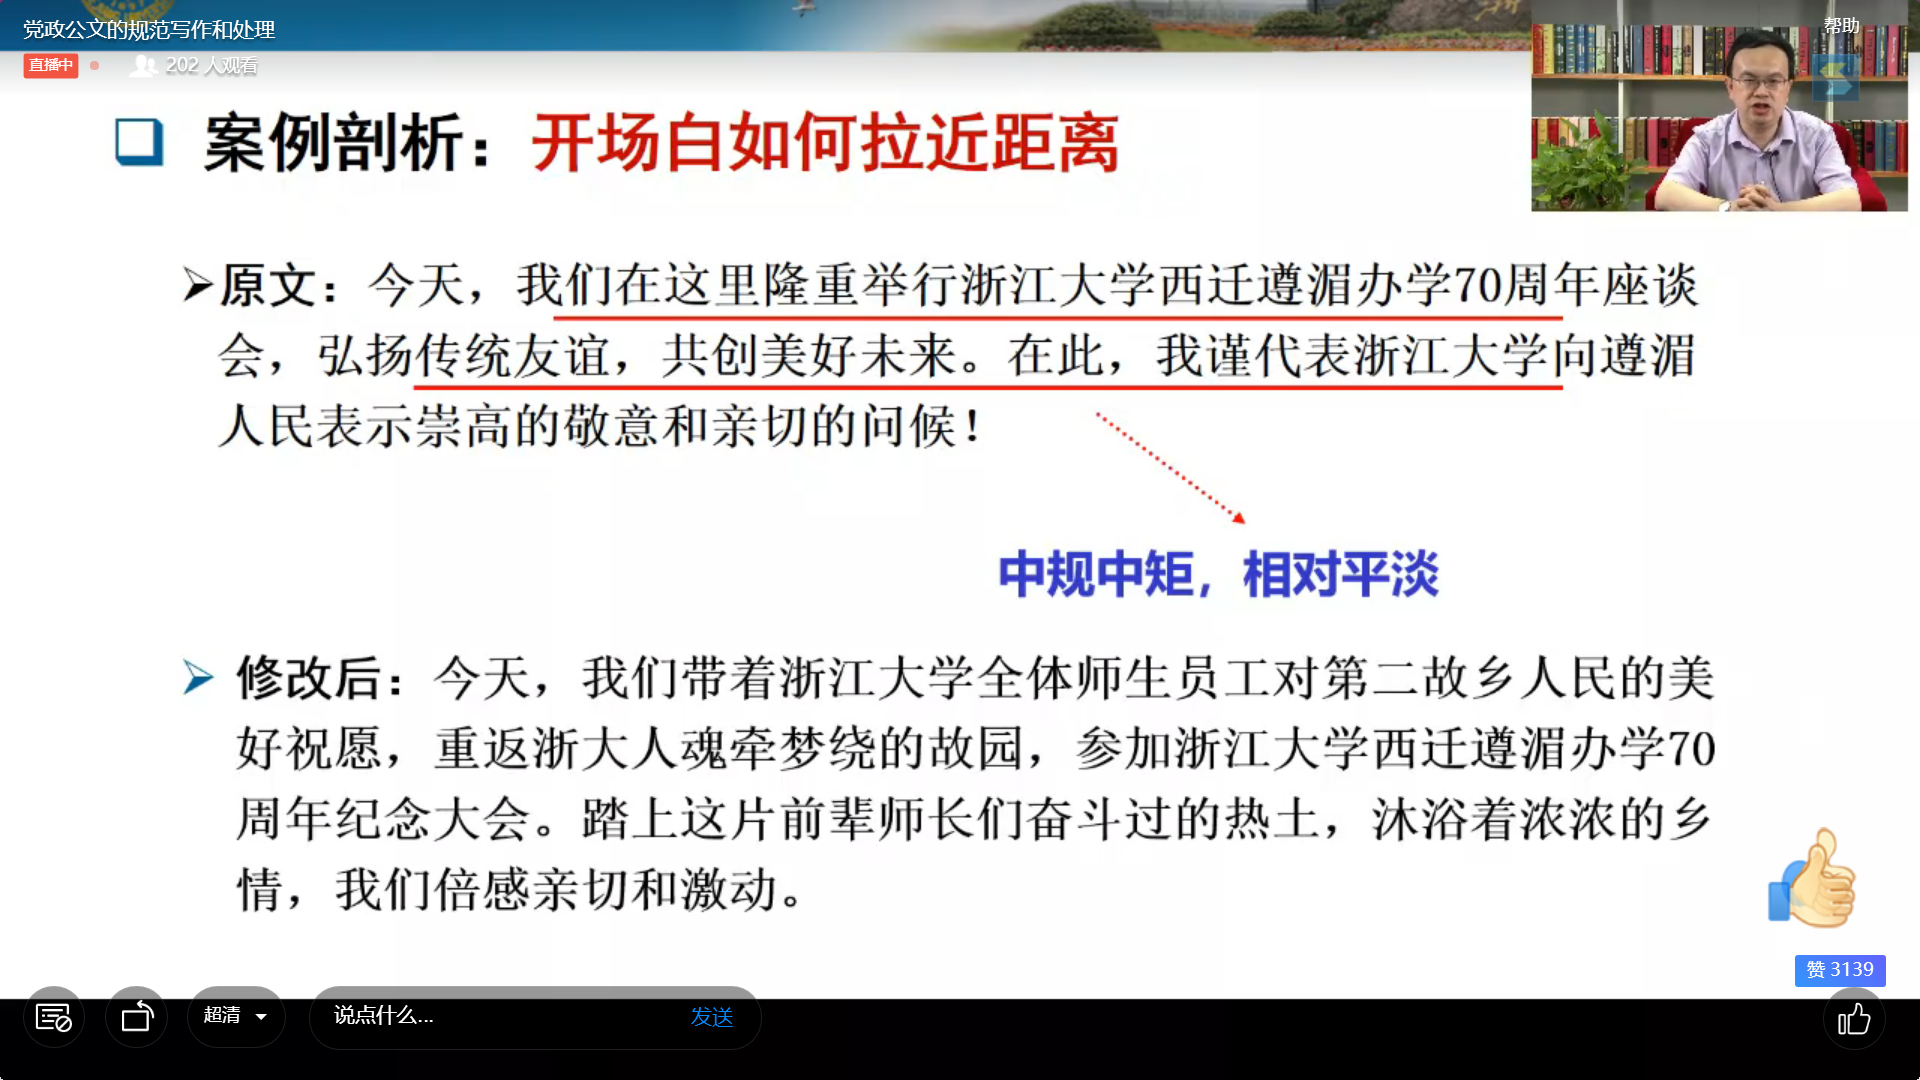 党政公文的规范写作和处理
帮助
直播中
202 人观看
案例剖析：开场白如何拉近距离
原文：今天，我们在这里隆重举行浙江大学西迁遵湄办学70周年座谈
会，弘扬传统友谊，共创美好未来。在此，我谨代表浙江大学向遵湄
人民表示崇高的敬意和亲切的问候！
中规中矩，相对平淡
修改后：今天，我们带着浙江大学全体师生员工对第二故乡人民的美
好祝愿，重返浙大人魂牵梦绕的故园，参加浙江大学西迁遵湄办学70
周年纪念大会。踏上这片前辈师长们奋斗过的热土，沐浴着浓浓的乡
情，我们倍感亲切和激动。
赞 3139
超清
说点什么...
发送